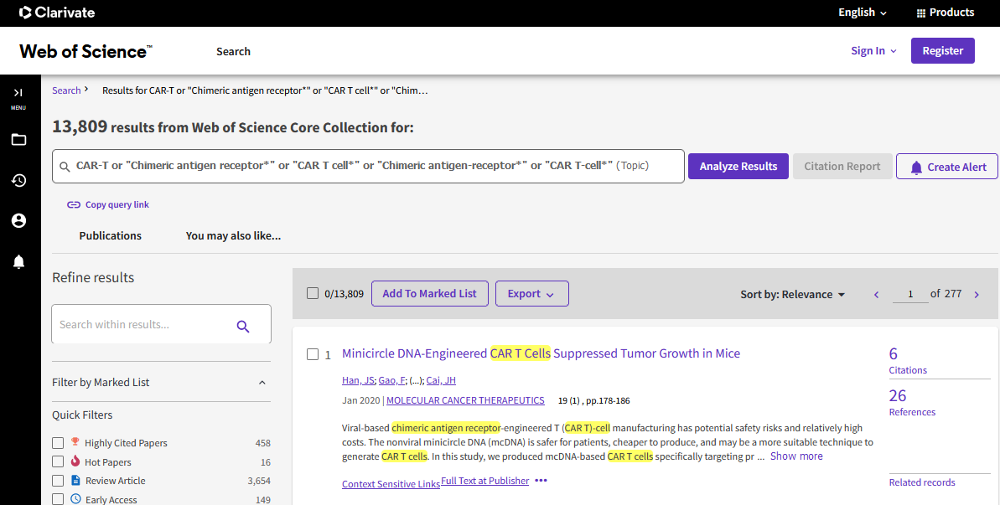 Clarivate
English
Products
Web of Science™
Search
Sign In
Register
MENU
Search > Results for CAR-T or "Chimeric antigen receptor*" or "CAR T cell*" or "Chim…
13,809 results from Web of Science Core Collection for:
CAR-T or "Chimeric antigen receptor*" or "CAR T cell*" or "Chimeric antigen-receptor*" or "CAR T-cell*" (Topic)
Analyze Results
Citation Report
Create Alert
Copy query link
Publications
You may also like...
Refine results
Search within results...
Filter by Marked List
Quick Filters
Highly Cited Papers 458
Hot Papers 16
Review Article 3,654
Early Access 149
0/13,809
Add To Marked List
Export
Sort by: Relevance
1 of 277
1
Minicircle DNA-Engineered CAR T Cells Suppressed Tumor Growth in Mice
Han, JS; Gao, F; (...); Cai, JH
Jan 2020 | MOLECULAR CANCER THERAPEUTICS 19 (1) , pp.178-186
Viral-based chimeric antigen receptor-engineered T (CAR T)-cell manufacturing has potential safety risks and relatively high
costs. The nonviral minicircle DNA (mcDNA) is safer for patients, cheaper to produce, and may be a more suitable technique to
generate CAR T cells. In this study, we produced mcDNA-based CAR T cells specifically targeting pr ... Show more
Context Sensitive Links Full Text at Publisher •••
6
Citations
26
References
Related records